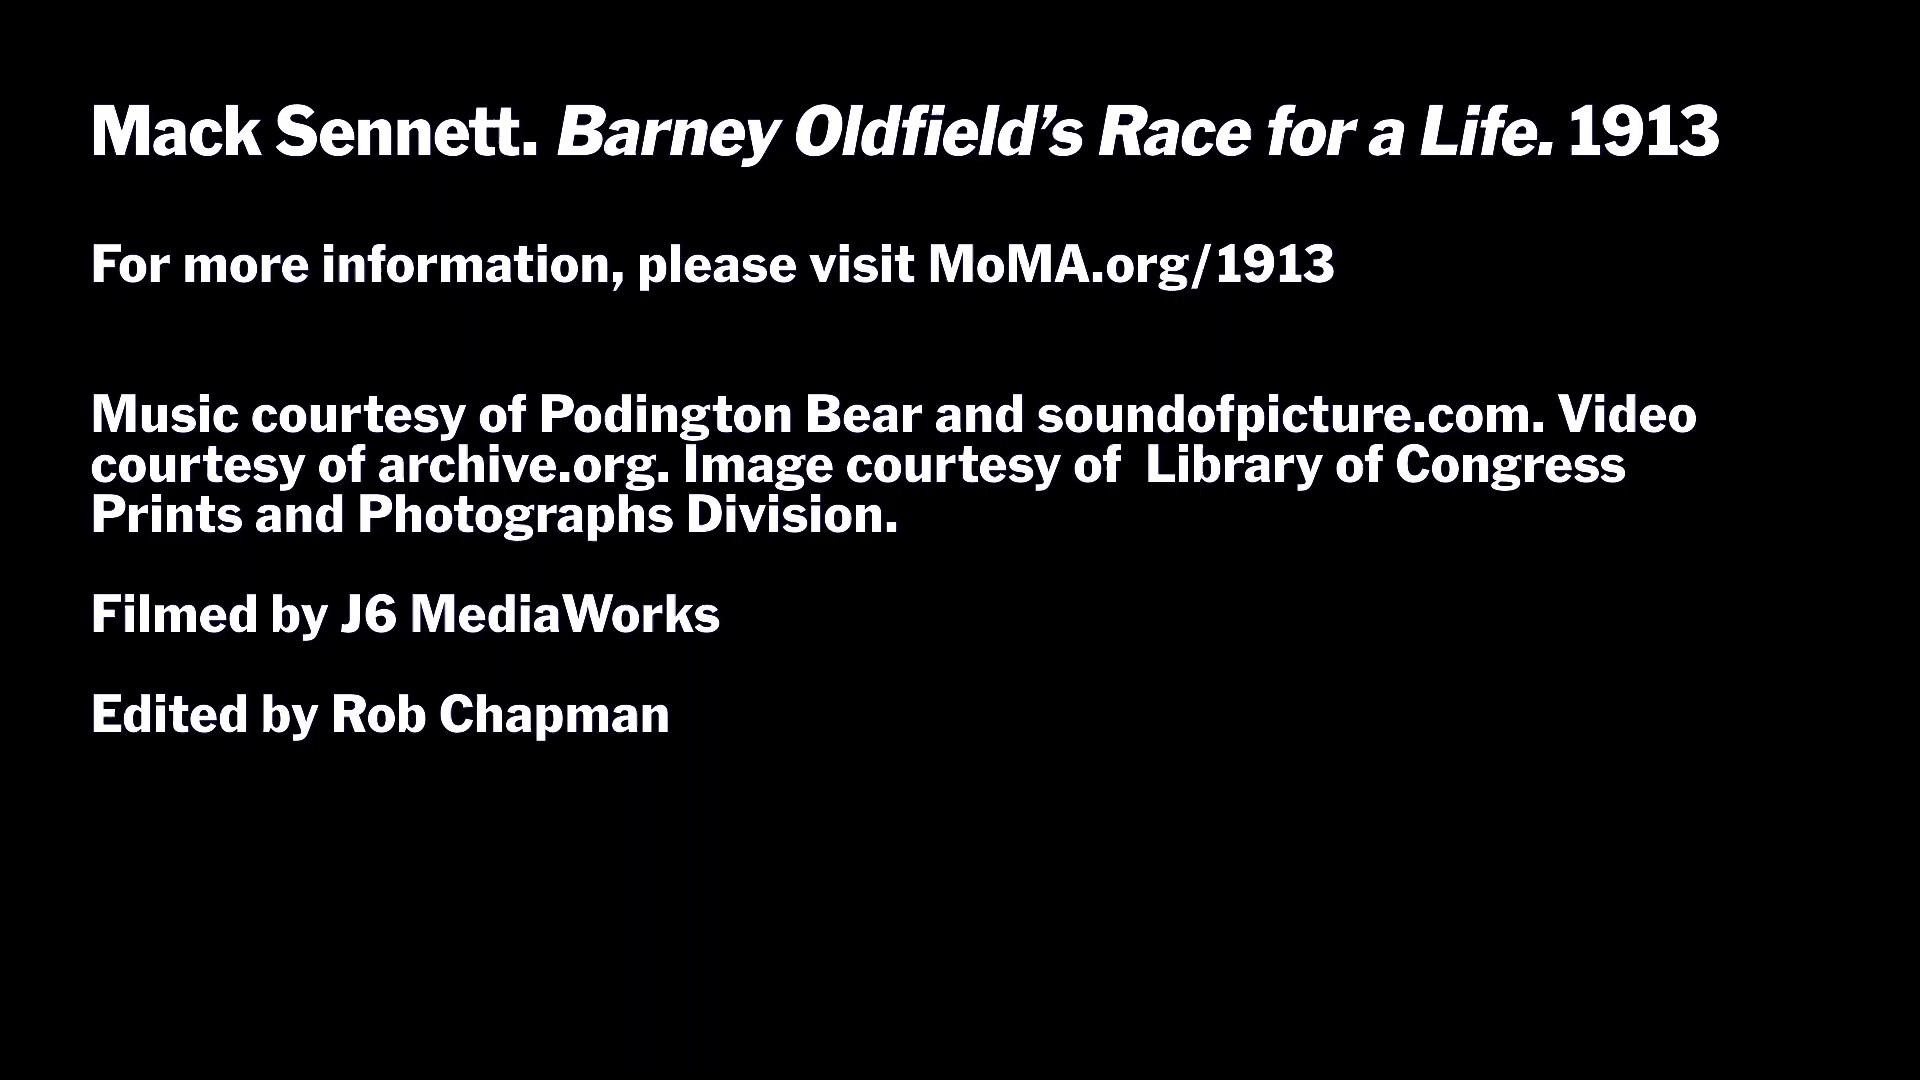 Mack Sennett. Barney Oldfield’s Race for a Life. 1913
For more information, please visit MoMA.org/1913
Music courtesy of Podington Bear and soundofpicture.com. Video
courtesy of archive.org. Image courtesy of  Library of Congress
Prints and Photographs Division.
Filmed by J6 MediaWorks
Edited by Rob Chapman